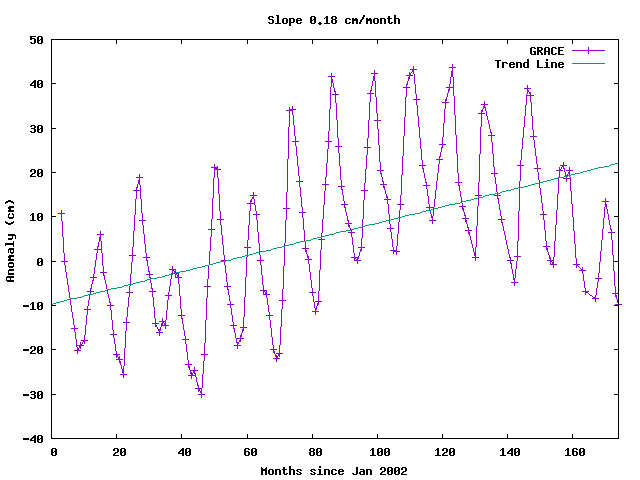 Slope 0.18 cm/month
GRACE
Trend Line
50
40
30
20
10
0
-10
-20
-30
-40
Anomaly (cm)
0 20 40 60 80 100 120 140 160
Months since Jan 2002